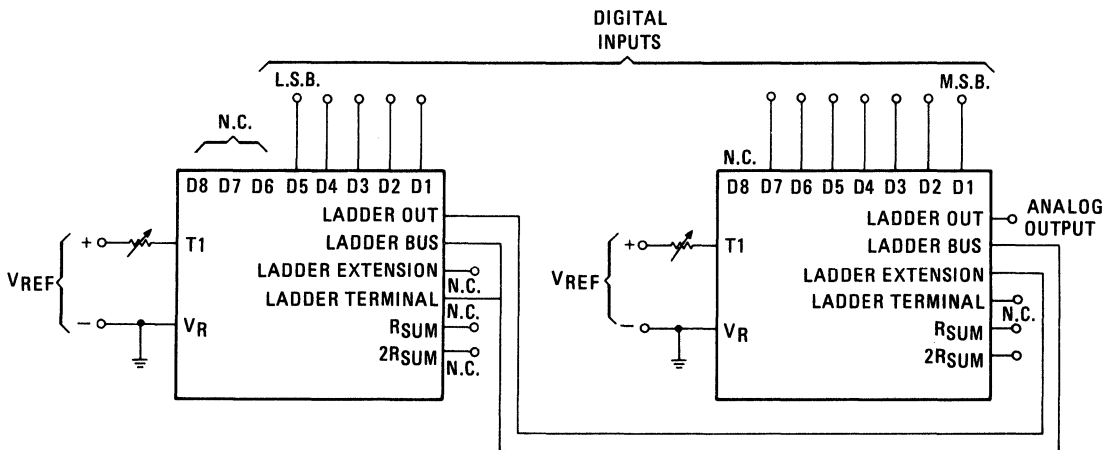 DIGITAL
INPUTS
L.S.B.
M.S.B.
N.C.
N.C.
D8 D7 D6 D5 D4 D3 D2 D1
D8 D7 D6 D5 D4 D3 D2 D1
LADDER OUT
LADDER BUS
LADDER EXTENSION
N.C.
LADDER TERMINAL
N.C.
RSUM
2RSUM
N.C.
+
T1
VREF
−
VR
LADDER OUT
ANALOG
OUTPUT
LADDER BUS
LADDER EXTENSION
LADDER TERMINAL
N.C.
RSUM
2RSUM
+
T1
VREF
−
VR